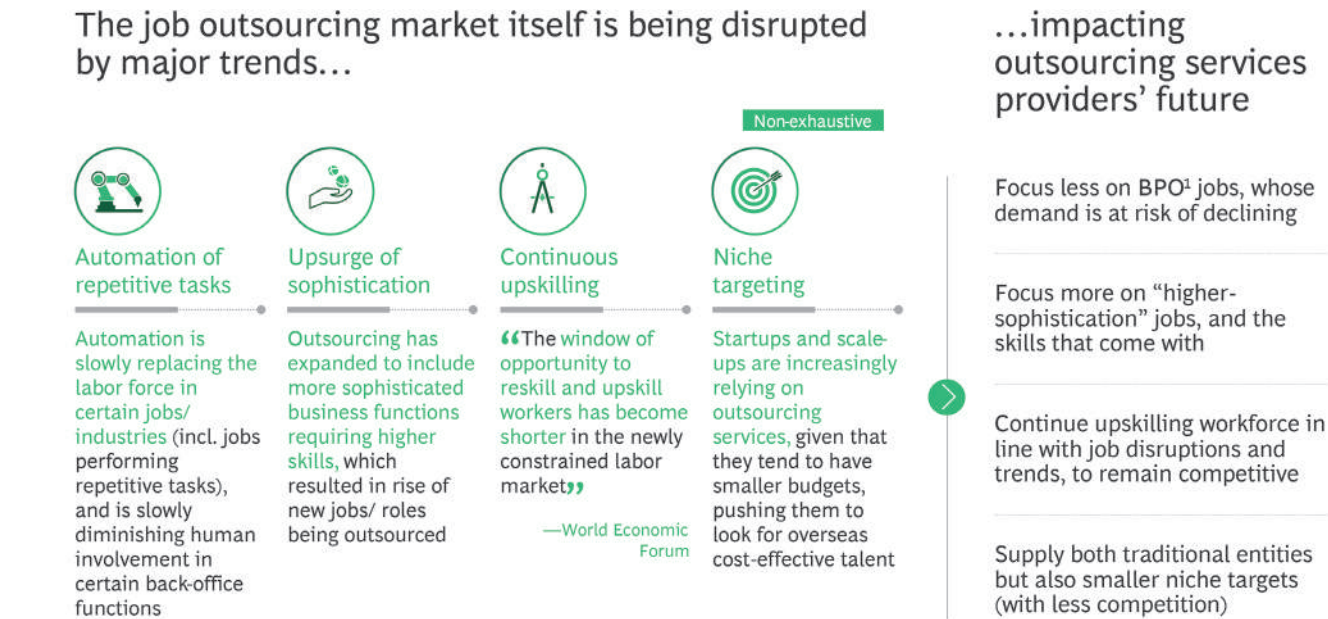 The job outsourcing market itself is being disrupted
by major trends...
Non-exhaustive
Automation of
repetitive tasks
Automation is
slowly replacing the
labor force in
certain jobs/
industries (incl. jobs
performing
repetitive tasks),
and is slowly
diminishing human
involvement in
certain back-office
functions
Upsurge of
sophistication
Outsourcing has
expanded to include
more sophisticated
business functions
requiring higher
skills, which
resulted in rise of
new jobs/ roles
being outsourced
Continuous
upskilling
“The window of
opportunity to
reskill and upskill
workers has become
shorter in the newly
constrained labor
market”
—World Economic
Forum
Niche
targeting
Startups and scale-
ups are increasingly
relying on
outsourcing
services, given that
they tend to have
smaller budgets,
pushing them to
look for overseas
cost-effective talent
...impacting
outsourcing services
providers’ future
Focus less on BPO¹ jobs, whose
demand is at risk of declining
Focus more on “higher-
sophistication” jobs, and the
skills that come with
Continue upskilling workforce in
line with job disruptions and
trends, to remain competitive
Supply both traditional entities
but also smaller niche targets
(with less competition)